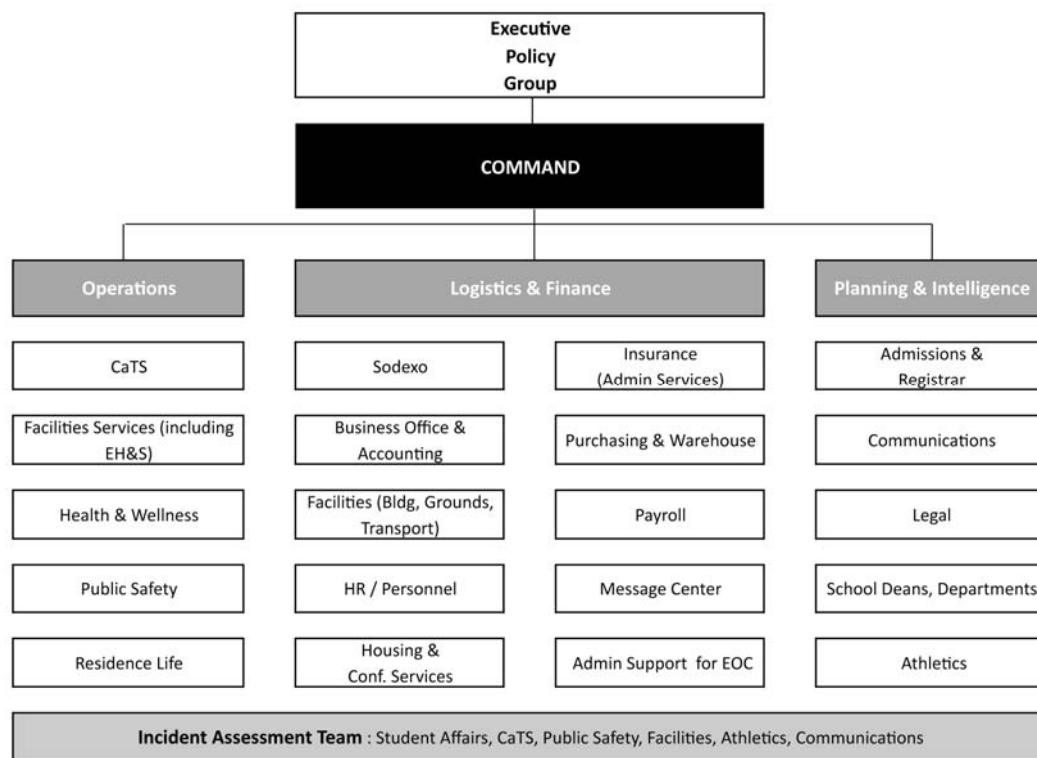 Executive
Policy
Group
COMMAND
Operations
Logistics & Finance
Planning & Intelligence
CaTS
Sodexo
Insurance
(Admin Services)
Admissions &
Registrar
Facilities Services (including
EH&S)
Business Office &
Accounting
Purchasing & Warehouse
Communications
Health & Wellness
Facilities (Bldg, Grounds,
Transport)
Payroll
Legal
Public Safety
HR / Personnel
Message Center
School Deans, Departments
Residence Life
Housing &
Conf. Services
Admin Support for EOC
Athletics
Incident Assessment Team : Student Affairs, CaTS, Public Safety, Facilities, Athletics, Communications